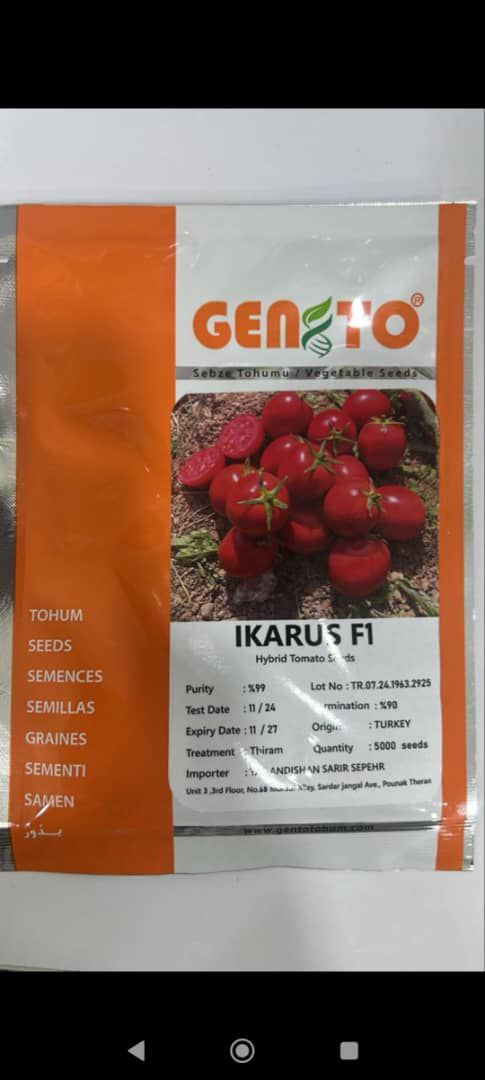 GENTO®
Sebze Tohumu / Vegetable Seeds
IKARUS F1
Hybrid Tomato Seeds
Purity : %99 Lot No : TR.07.24.1963.2925
Test Date : 11 / 24 : %90
Expiry Date : 11 / 27 : TURKEY
Treatment : Thiram Quantity : 5000 seeds
Importer : ANDISHAN SARIR SEPEHR
Unit 3 ,3rd Floor, No.68 Alley, Sardar jangal Ave., Pounak Theran
www.gentotohum.com
TOHUM
SEEDS
SEMENCES
SEMILLAS
GRAINES
SEMENTI
SAMEN
بذور